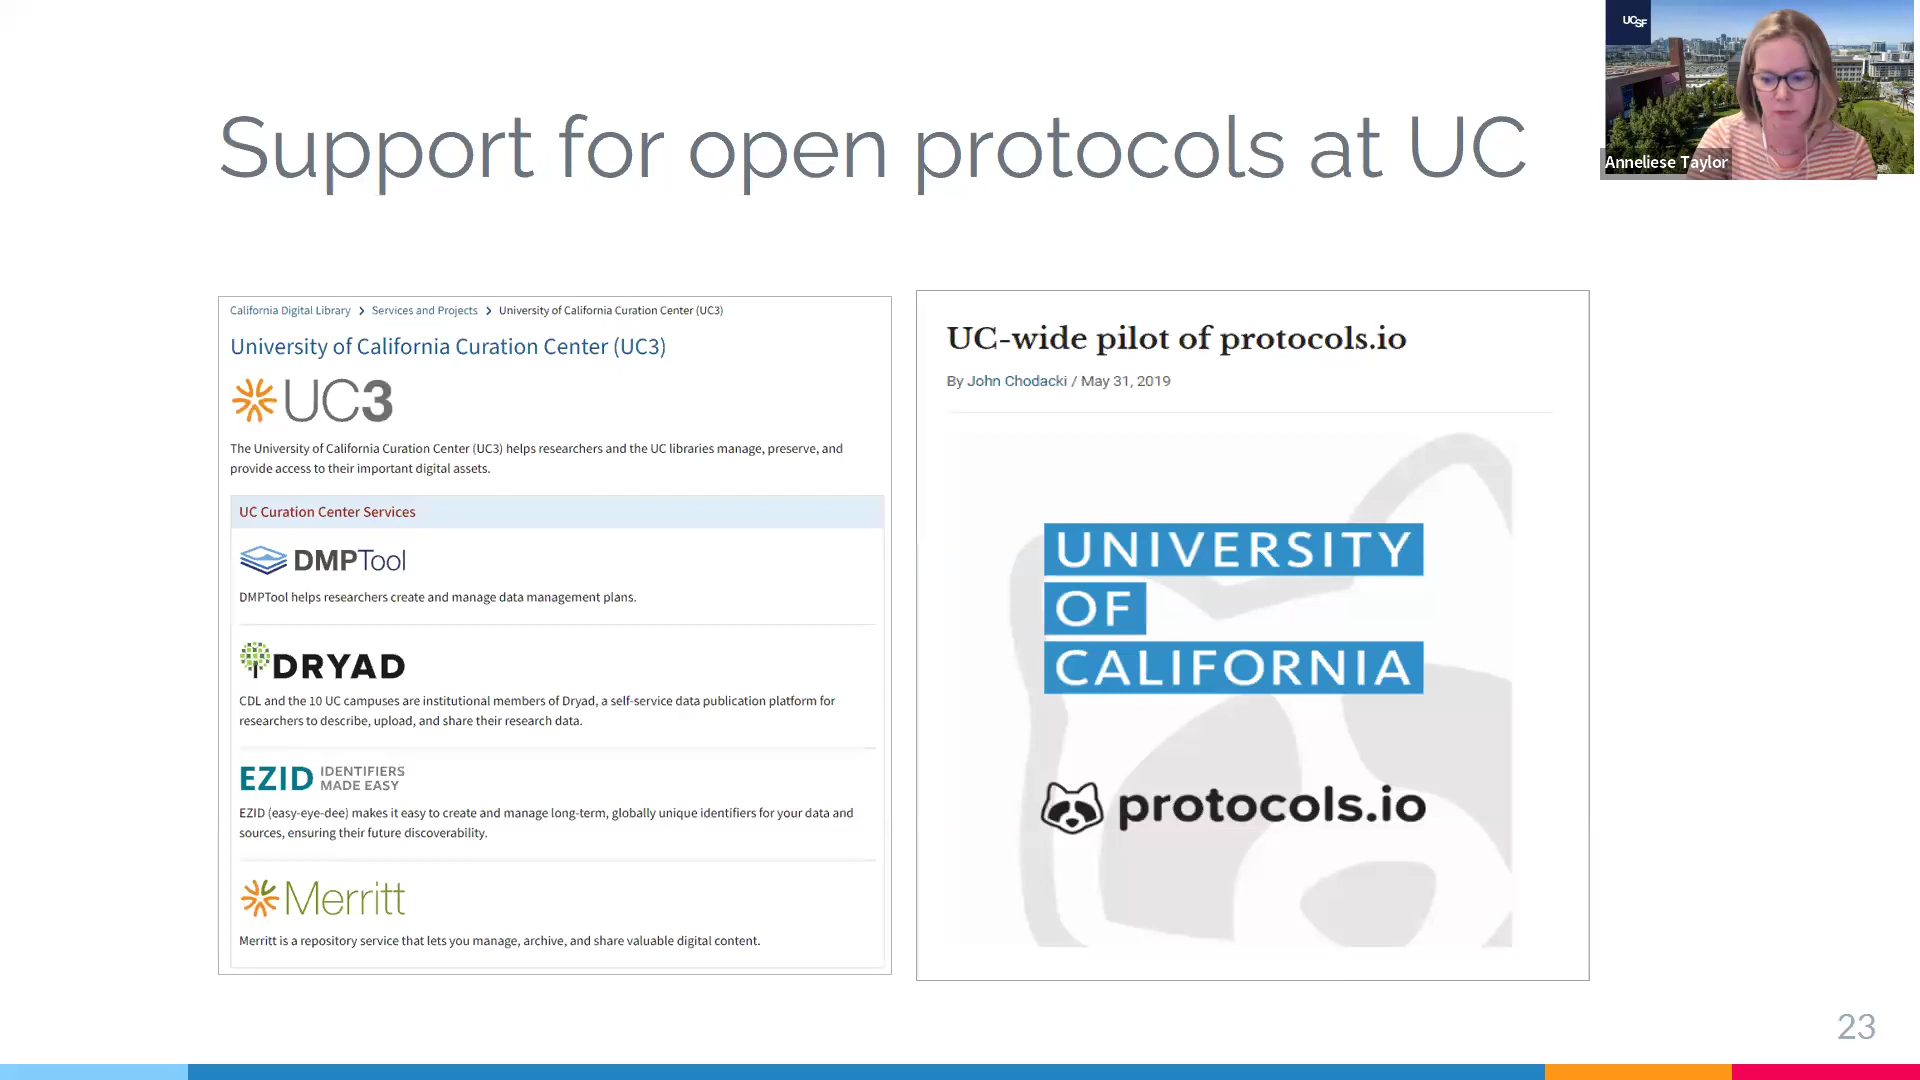 UCSF
Anneliese Taylor
Support for open protocols at UC
California Digital Library > Services and Projects > University of California Curation Center (UC3)
University of California Curation Center (UC3)
UC3
The University of California Curation Center (UC3) helps researchers and the UC libraries manage, preserve, and
provide access to their important digital assets.
UC Curation Center Services
DMPTool
DMPTool helps researchers create and manage data management plans.
DRYAD
CDL and the 10 UC campuses are institutional members of Dryad, a self-service data publication platform for
researchers to describe, upload, and share their research data.
EZID IDENTIFIERS
MADE EASY
EZID (easy-eye-dee) makes it easy to create and manage long-term, globally unique identifiers for your data and
sources, ensuring their future discoverability.
Merritt
Merritt is a repository service that lets you manage, archive, and share valuable digital content.
UC-wide pilot of protocols.io
By John Chodacki / May 31, 2019
UNIVERSITY
OF
CALIFORNIA
protocols.io
23